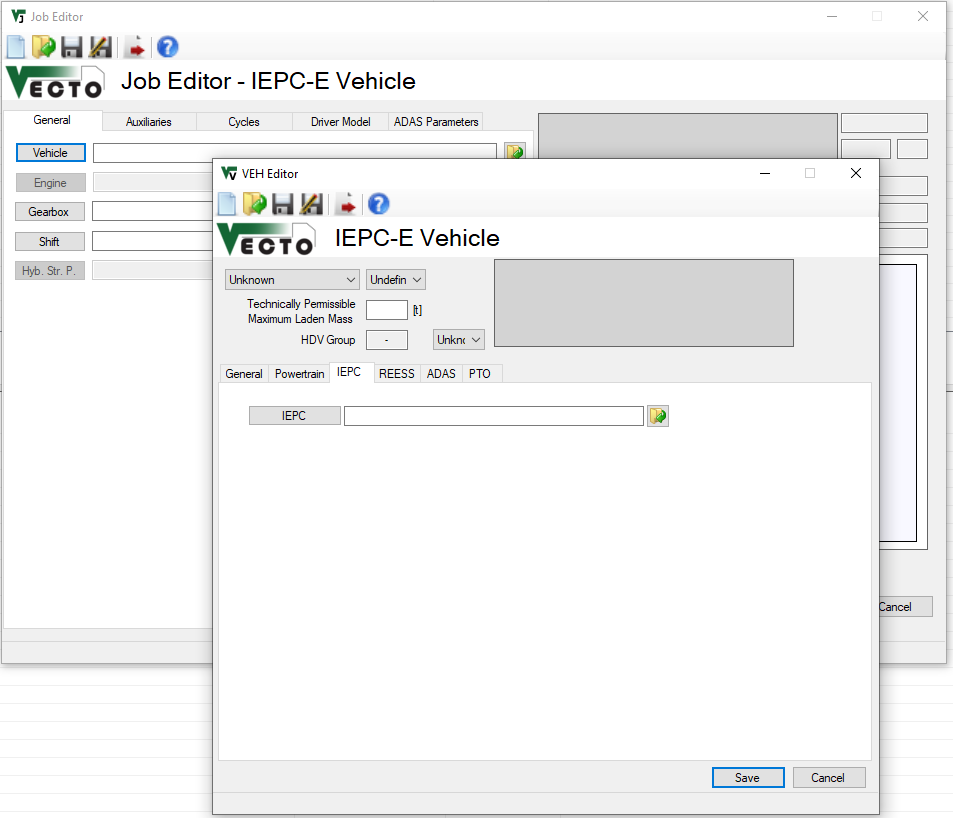 Job Editor
VECTO Job Editor - IEPC-E Vehicle
General Auxiliaries Cycles Driver Model ADAS Parameters
Vehicle
Engine
Gearbox
Shift
Hyb. Str. P.
Cancel
VEH Editor
VECTO IEPC-E Vehicle
Unknown Undefin
Technically Permissible
Maximum Laden Mass [t]
HDV Group - Unkno
General Powertrain IEPC REESS ADAS PTO
IEPC
Save Cancel